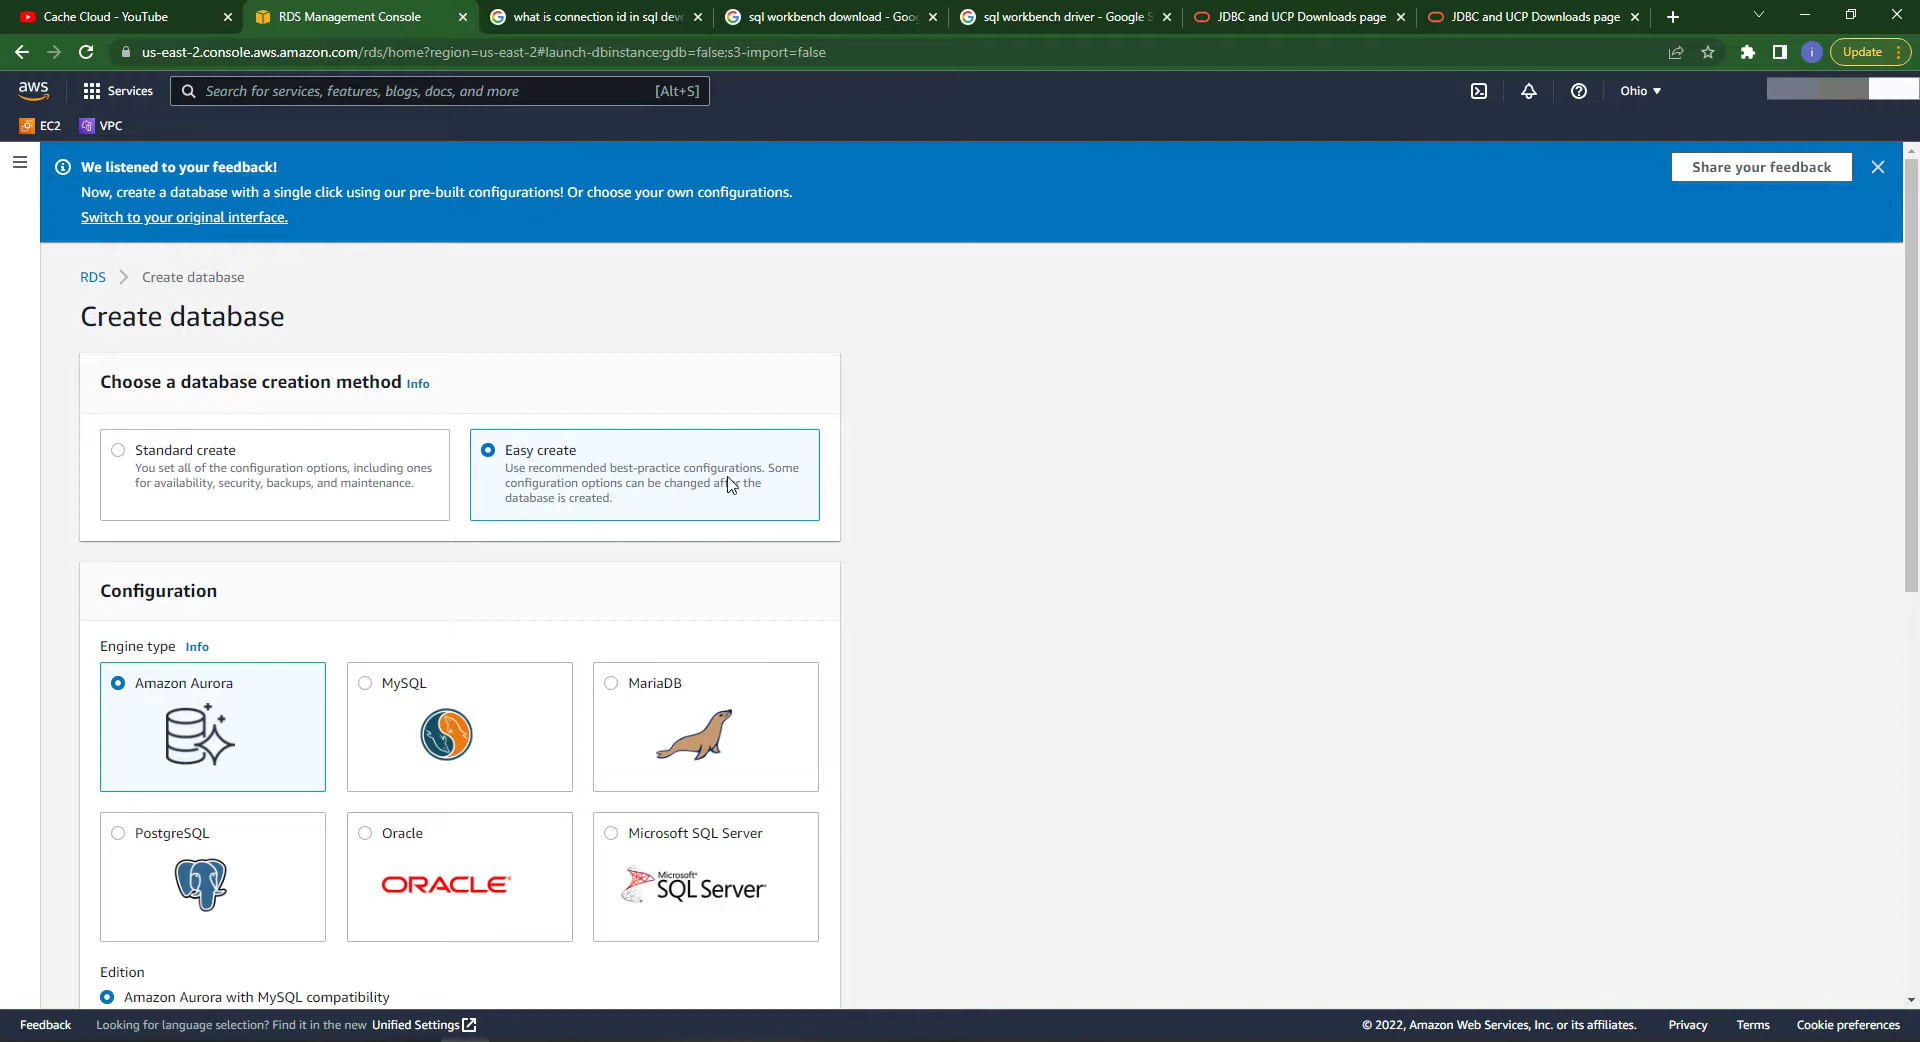 Cache Cloud - YouTube
RDS Management Console
what is connection id in sql deve
sql workbench download - Goo
sql workbench driver - Google S
JDBC and UCP Downloads page
JDBC and UCP Downloads page
us-east-2.console.aws.amazon.com/rds/home?region=us-east-2#launch-dbinstance:gdb=false;s3-import=false
i
Update
aws
Services
Search for services, features, blogs, docs, and more
[Alt+S]
Ohio
EC2
VPC
We listened to your feedback!
Now, create a database with a single click using our pre-built configurations! Or choose your own configurations.
Switch to your original interface.
Share your feedback
RDS
Create database
Create database
Choose a database creation method Info
Standard create
You set all of the configuration options, including ones
for availability, security, backups, and maintenance.
Easy create
Use recommended best-practice configurations. Some
configuration options can be changed after the
database is created.
Configuration
Engine type Info
Amazon Aurora
MySQL
MariaDB
PostgreSQL
Oracle
ORACLE
Microsoft SQL Server
Microsoft
SQL Server
Edition
Amazon Aurora with MySQL compatibility
Feedback
Looking for language selection? Find it in the new Unified Settings
© 2022, Amazon Web Services, Inc. or its affiliates.
Privacy
Terms
Cookie preferences